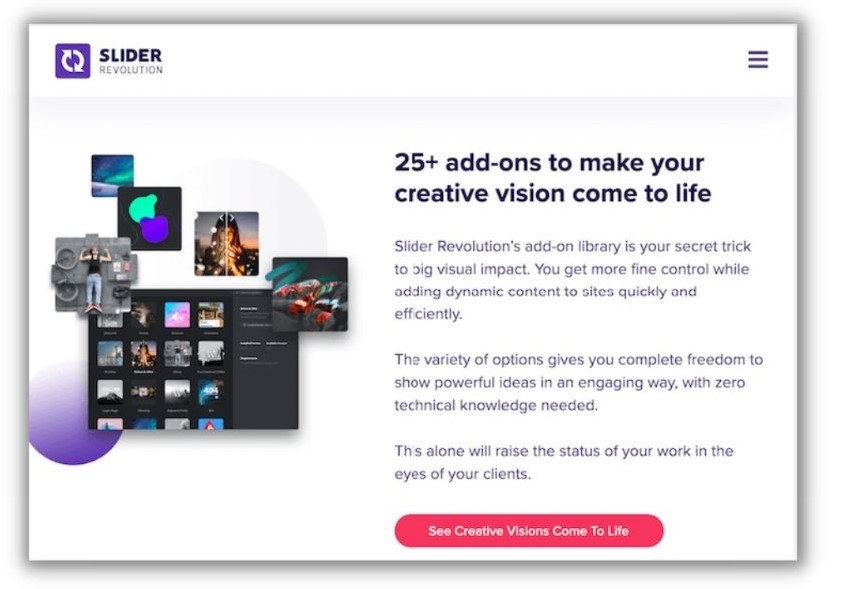 SLIDER
REVOLUTION
25+ add-ons to make your
creative vision come to life
Slider Revolution's add-on library is your secret trick
to big visual impact. You get more fine control while
adding dynamic content to sites quickly and
efficiently.
The variety of options gives you complete freedom to
show powerful ideas in an engaging way, with zero
technical knowledge needed.
This alone will raise the status of your work in the
eyes of your clients.
See Creative Visions Come To Life